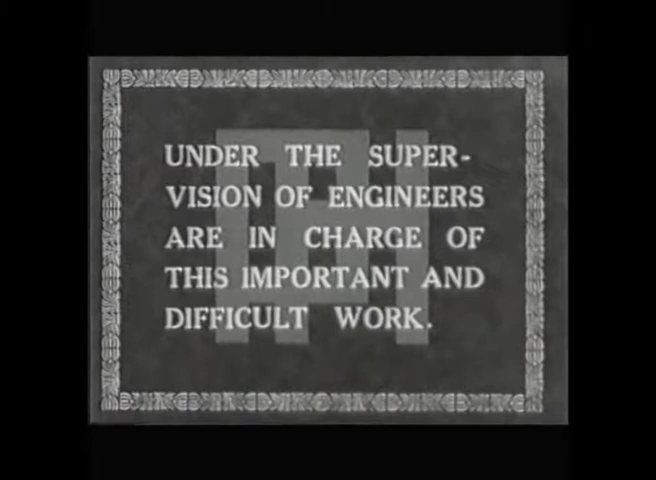 UNDER THE SUPER-
VISION OF ENGINEERS
ARE IN CHARGE OF
THIS IMPORTANT AND
DIFFICULT WORK.